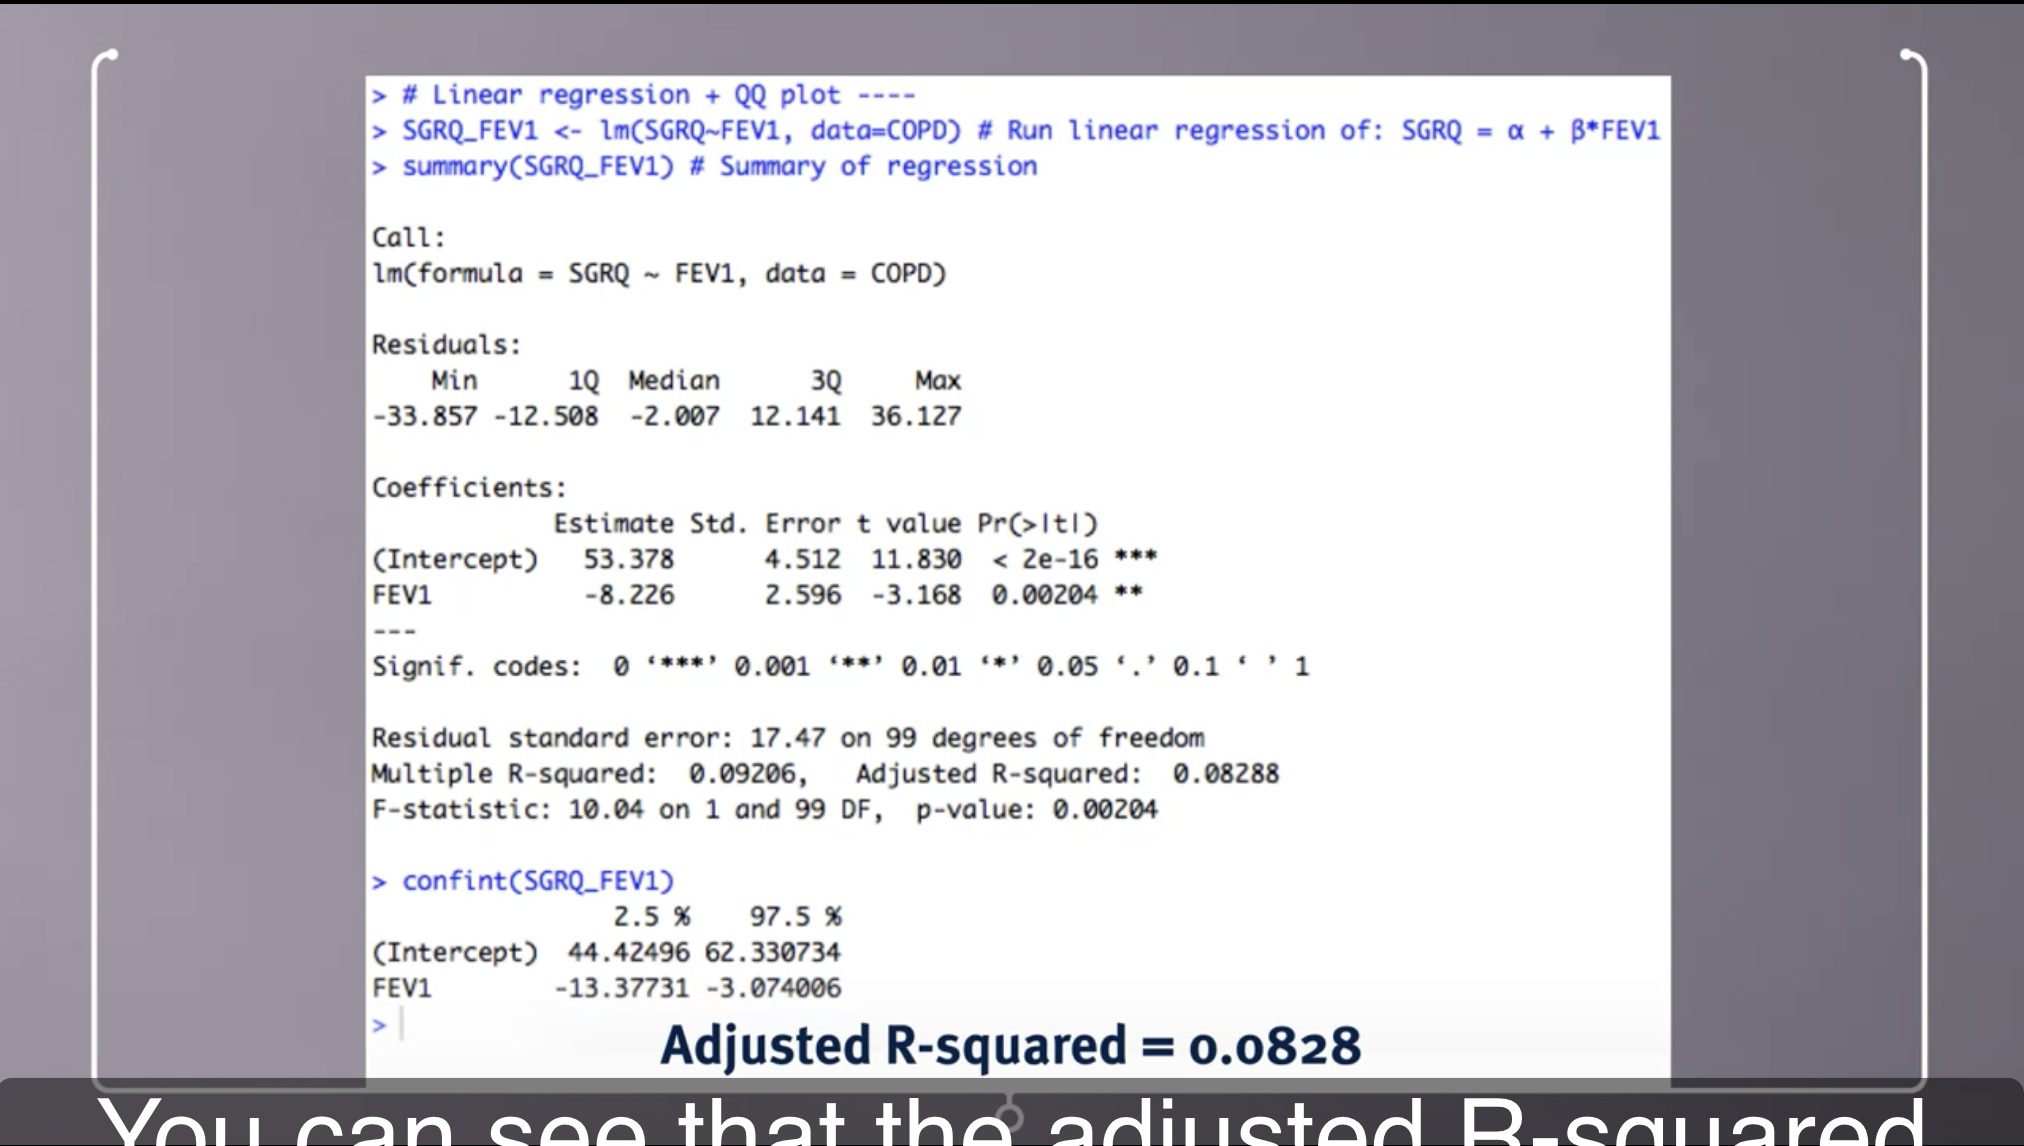 > # Linear regression + QQ plot ----
> SGRQ_FEV1 <- lm(SGRQ~FEV1, data=COPD) # Run linear regression of: SGRQ = α + β*FEV1
> summary(SGRQ_FEV1) # Summary of regression
Call:
lm(formula = SGRQ ~ FEV1, data = COPD)
Residuals:
Min 1Q Median 3Q Max
-33.857 -12.508 -2.007 12.141 36.127
Coefficients:
Estimate Std. Error t value Pr(>|t|)
(Intercept) 53.378 4.512 11.830 < 2e-16 ***
FEV1 -8.226 2.596 -3.168 0.00204 **
---
Signif. codes: 0 ‘***’ 0.001 ‘**’ 0.01 ‘*’ 0.05 ‘.’ 0.1 ‘ ’ 1
Residual standard error: 17.47 on 99 degrees of freedom
Multiple R-squared: 0.09206, Adjusted R-squared: 0.08288
F-statistic: 10.04 on 1 and 99 DF, p-value: 0.00204
> confint(SGRQ_FEV1)
2.5 % 97.5 %
(Intercept) 44.42496 62.330734
FEV1 -13.37731 -3.074006
>
Adjusted R-squared = 0.0828
You can see that the adjusted R-squared